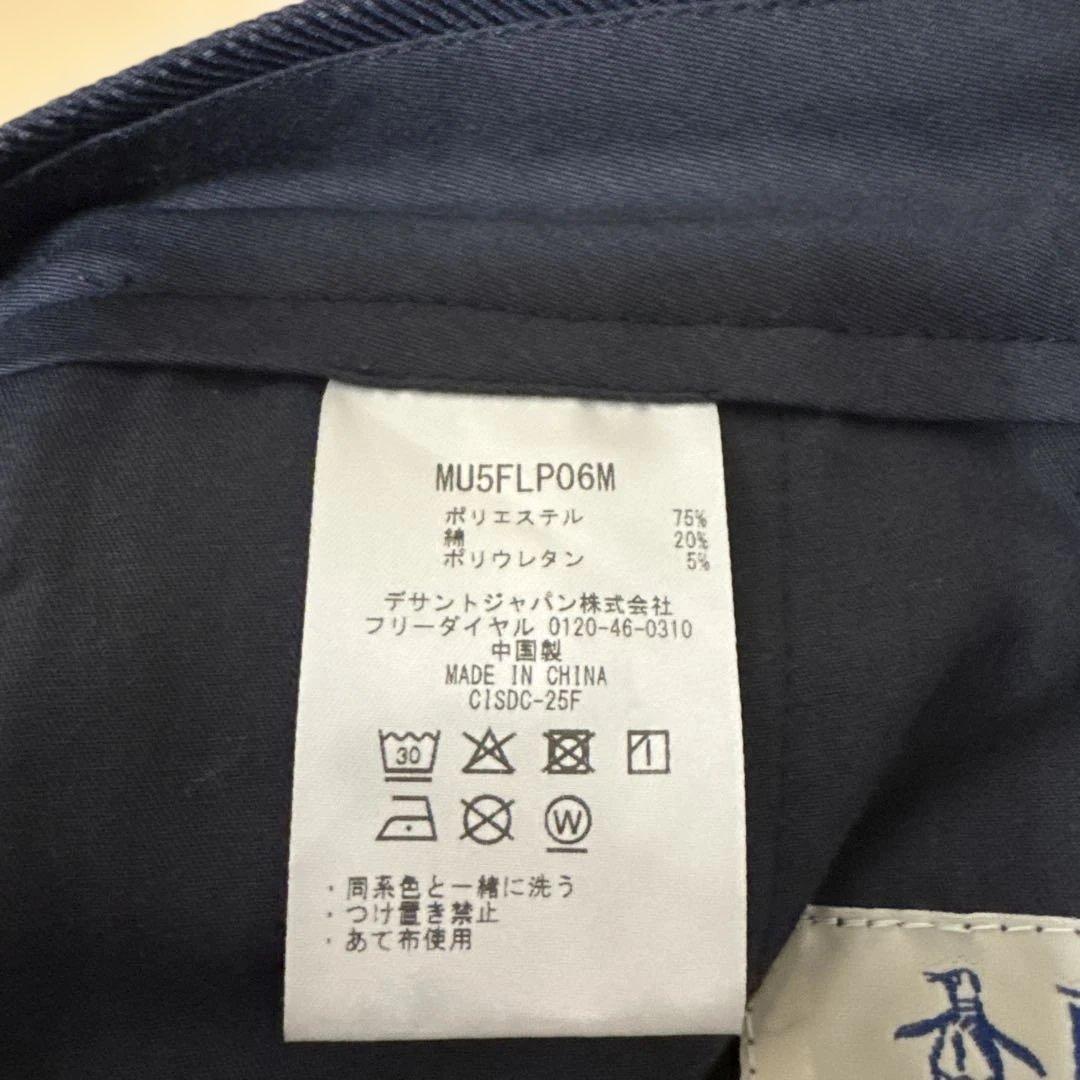 MU5FLP06M
ポリエステル 75%
綿 20%
ポリウレタン 5%
デサントジャパン株式会社
フリーダイヤル 0120-46-0310
中国製
MADE IN CHINA
CISDC-25F
30
W
・同系色と一緒に洗う
・つけ置き禁止
・あて布使用